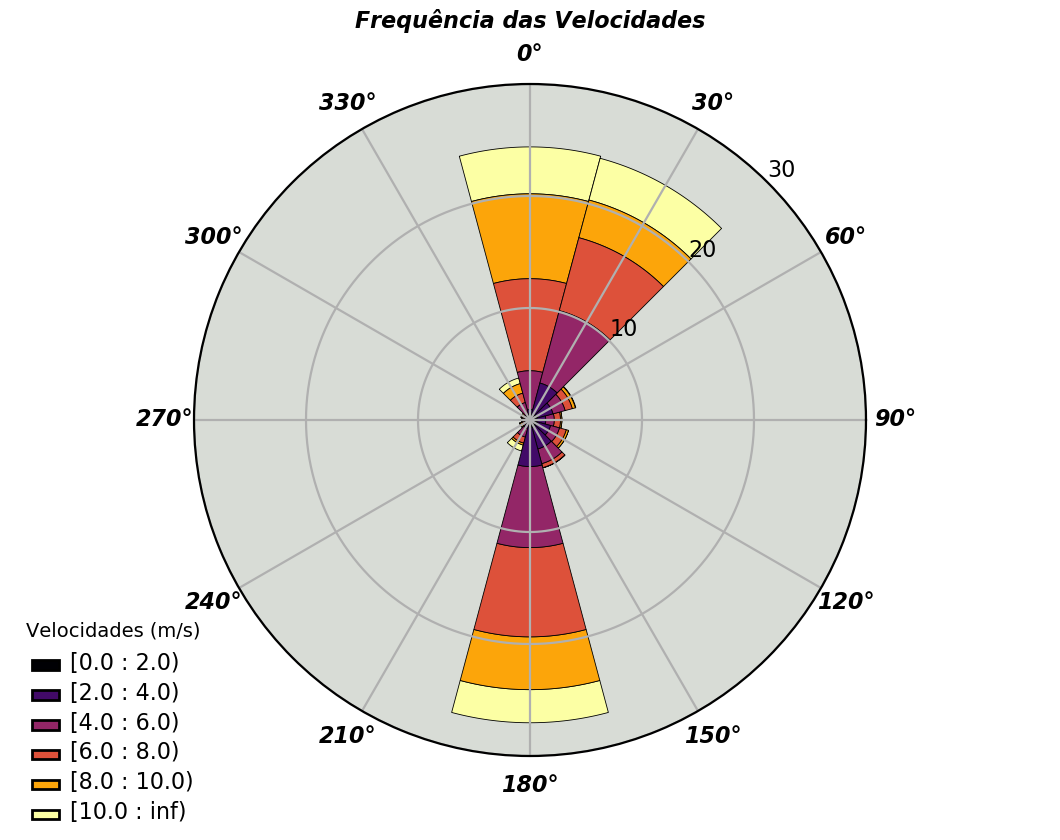 Frequência das Velocidades
0°
330°
30°
30
300°
60°
20
10
270°
90°
240°
120°
210°
150°
180°
Velocidades (m/s)
[0.0 : 2.0)
[2.0 : 4.0)
[4.0 : 6.0)
[6.0 : 8.0)
[8.0 : 10.0)
[10.0 : inf)